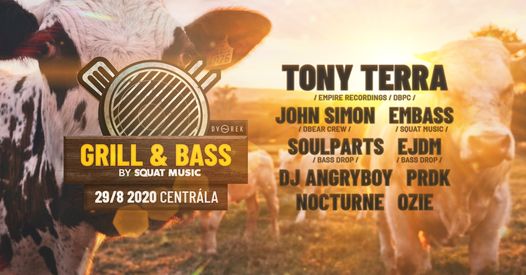 DVOREK
GRILL & BASS
BY SQUAT MUSIC
29/8 2020 CENTRÁLA
TONY TERRA
/ EMPIRE RECORDINGS / DBPC /
JOHN SIMON EMBASS
/ DBEAR CREW / / SQUAT MUSIC /
SOULPARTS EJDM
/ BASS DROP / / BASS DROP /
DJ ANGRYBOY PRDK
NOCTURNE OZIE